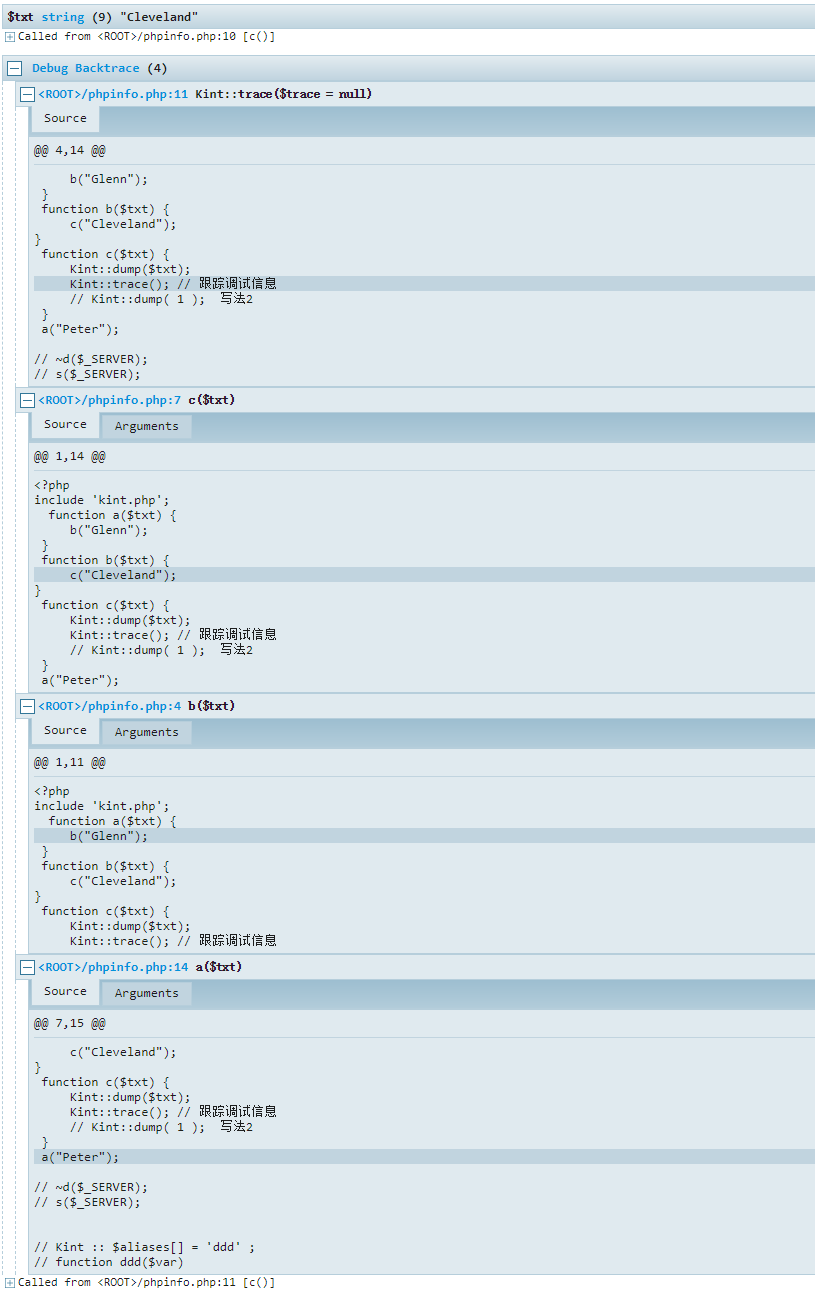 $txt string (9) "Cleveland"
Called from <ROOT>/phpinfo.php:10 [c()]
Debug Backtrace (4)
<ROOT>/phpinfo.php:11 Kint::trace($trace = null)
Source
@@ 4,14 @@
b("Glenn");
}
function b($txt) {
c("Cleveland");
}
function c($txt) {
Kint::dump($txt);
Kint::trace(); // 跟踪调试信息
// Kint::dump( 1 );  写法2
}
a("Peter");
// ~d($_SERVER);
// s($_SERVER);
<ROOT>/phpinfo.php:7 c($txt)
Source Arguments
@@ 1,14 @@
<?php
include 'kint.php';
function a($txt) {
b("Glenn");
}
function b($txt) {
c("Cleveland");
}
function c($txt) {
Kint::dump($txt);
Kint::trace(); // 跟踪调试信息
// Kint::dump( 1 );  写法2
}
a("Peter");
<ROOT>/phpinfo.php:4 b($txt)
Source Arguments
@@ 1,11 @@
<?php
include 'kint.php';
function a($txt) {
b("Glenn");
}
function b($txt) {
c("Cleveland");
}
function c($txt) {
Kint::dump($txt);
Kint::trace(); // 跟踪调试信息
<ROOT>/phpinfo.php:14 a($txt)
Source Arguments
@@ 7,15 @@
c("Cleveland");
}
function c($txt) {
Kint::dump($txt);
Kint::trace(); // 跟踪调试信息
// Kint::dump( 1 );  写法2
}
a("Peter");
// ~d($_SERVER);
// s($_SERVER);
// Kint :: $aliases[] = 'ddd' ;
// function ddd($var)
Called from <ROOT>/phpinfo.php:11 [c()]